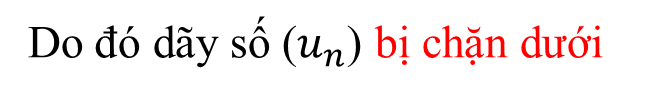 Do đó dãy số (uₙ) bị chặn dưới